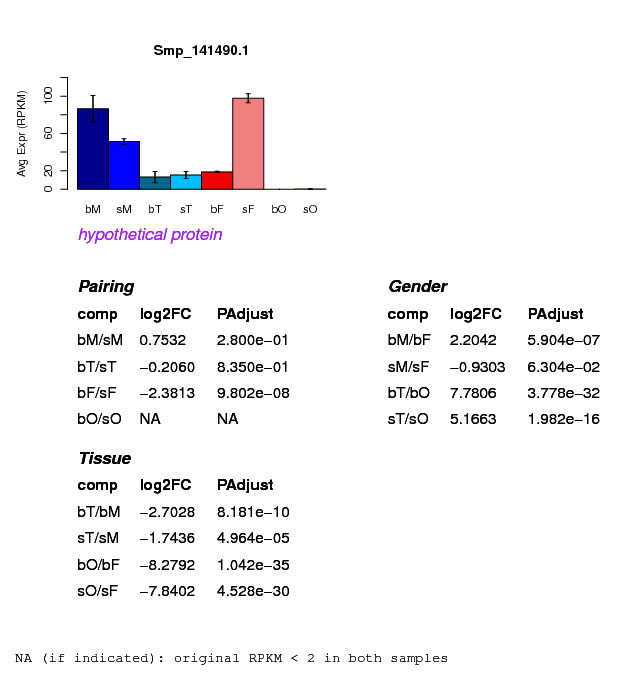 Smp_141490.1
Avg Expr (RPKM)
0 20 60 100
bM sM bT sT bF sF bO sO
hypothetical protein
Pairing
comp log2FC PAdjust
bM/sM 0.7532 2.800e−01
bT/sT −0.2060 8.350e−01
bF/sF −2.3813 9.802e−08
bO/sO NA NA
Gender
comp log2FC PAdjust
bM/bF 2.2042 5.904e−07
sM/sF −0.9303 6.304e−02
bT/bO 7.7806 3.778e−32
sT/sO 5.1663 1.982e−16
Tissue
comp log2FC PAdjust
bT/bM −2.7028 8.181e−10
sT/sM −1.7436 4.964e−05
bO/bF −8.2792 1.042e−35
sO/sF −7.8402 4.528e−30
NA (if indicated): original RPKM < 2 in both samples